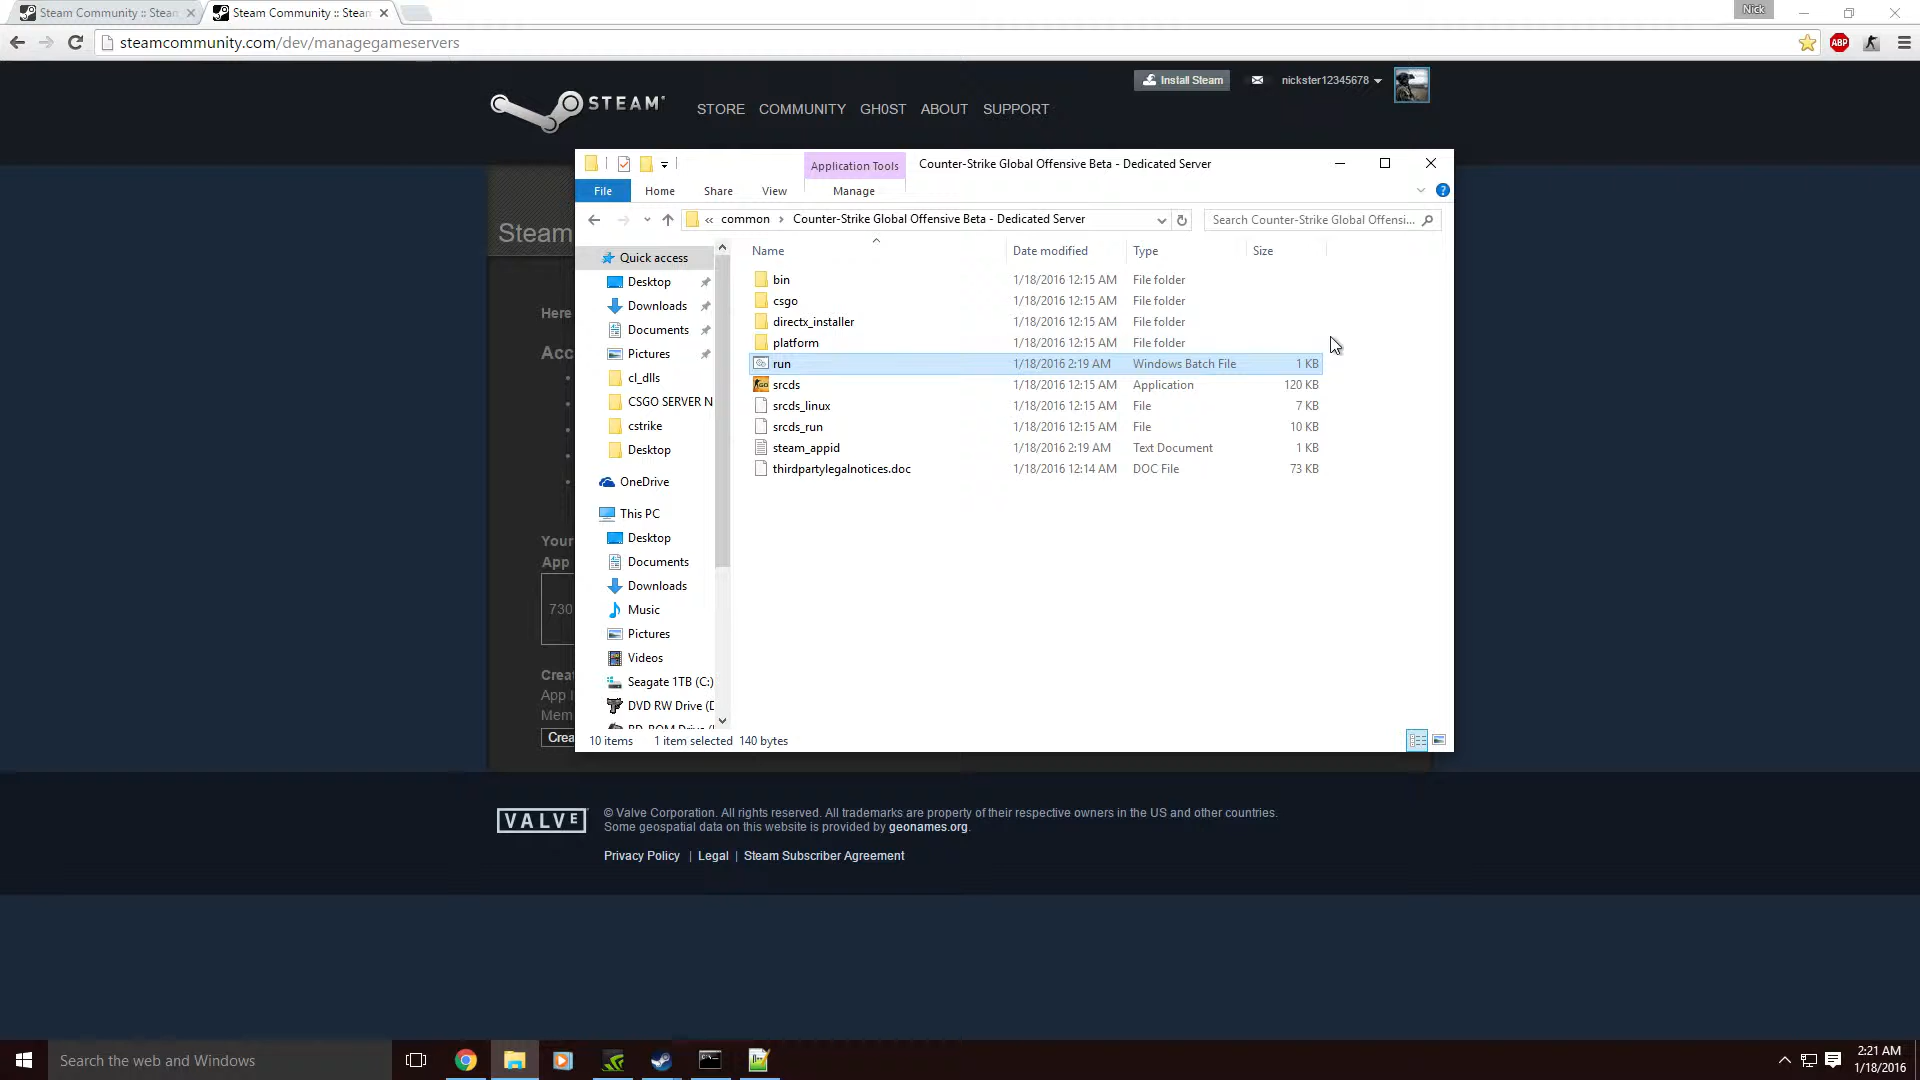 Steam Community :: Steam
Steam Community :: Steam
Nick
steamcommunity.com/dev/managegameservers
ABP
Install Steam
nickster12345678
STEAM
STORE COMMUNITY GH0ST ABOUT SUPPORT
Application Tools
Counter-Strike Global Offensive Beta - Dedicated Server
File Home Share View Manage
« common › Counter-Strike Global Offensive Beta - Dedicated Server
Search Counter-Strike Global Offensi...
Steam
Name Date modified Type Size
Quick access
Desktop
Downloads
Documents
Pictures
cl_dlls
CSGO SERVER N
cstrike
Desktop
OneDrive
This PC
Desktop
Documents
Downloads
Music
Pictures
Videos
Seagate 1TB (C:)
DVD RW Drive (D
bin 1/18/2016 12:15 AM File folder
csgo 1/18/2016 12:15 AM File folder
directx_installer 1/18/2016 12:15 AM File folder
platform 1/18/2016 12:15 AM File folder
run 1/18/2016 2:19 AM Windows Batch File 1 KB
srcds 1/18/2016 12:15 AM Application 120 KB
srcds_linux 1/18/2016 12:15 AM File 7 KB
srcds_run 1/18/2016 12:15 AM File 10 KB
steam_appid 1/18/2016 2:19 AM Text Document 1 KB
thirdpartylegalnotices.doc 1/18/2016 12:14 AM DOC File 73 KB
10 items 1 item selected 140 bytes
Here
Acc
Your
App
730
Crea
App I
Mem
Crea
VALVE
© Valve Corporation. All rights reserved. All trademarks are property of their respective owners in the US and other countries.
Some geospatial data on this website is provided by geonames.org.
Privacy Policy | Legal | Steam Subscriber Agreement
Search the web and Windows
2:21 AM
1/18/2016